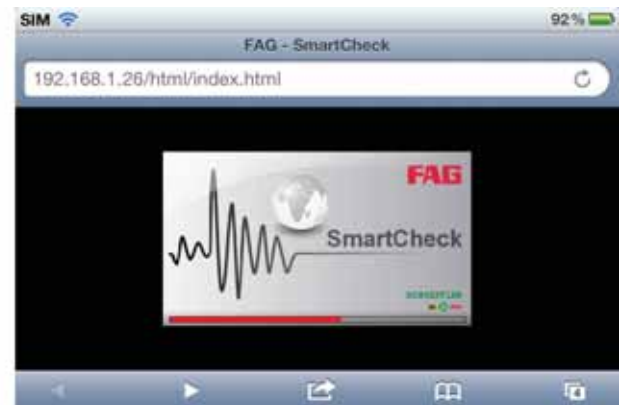 SIM 92%
FAG - SmartCheck
192.168.1.26/html/index.html
FAG
SmartCheck
SCHAEFFLER